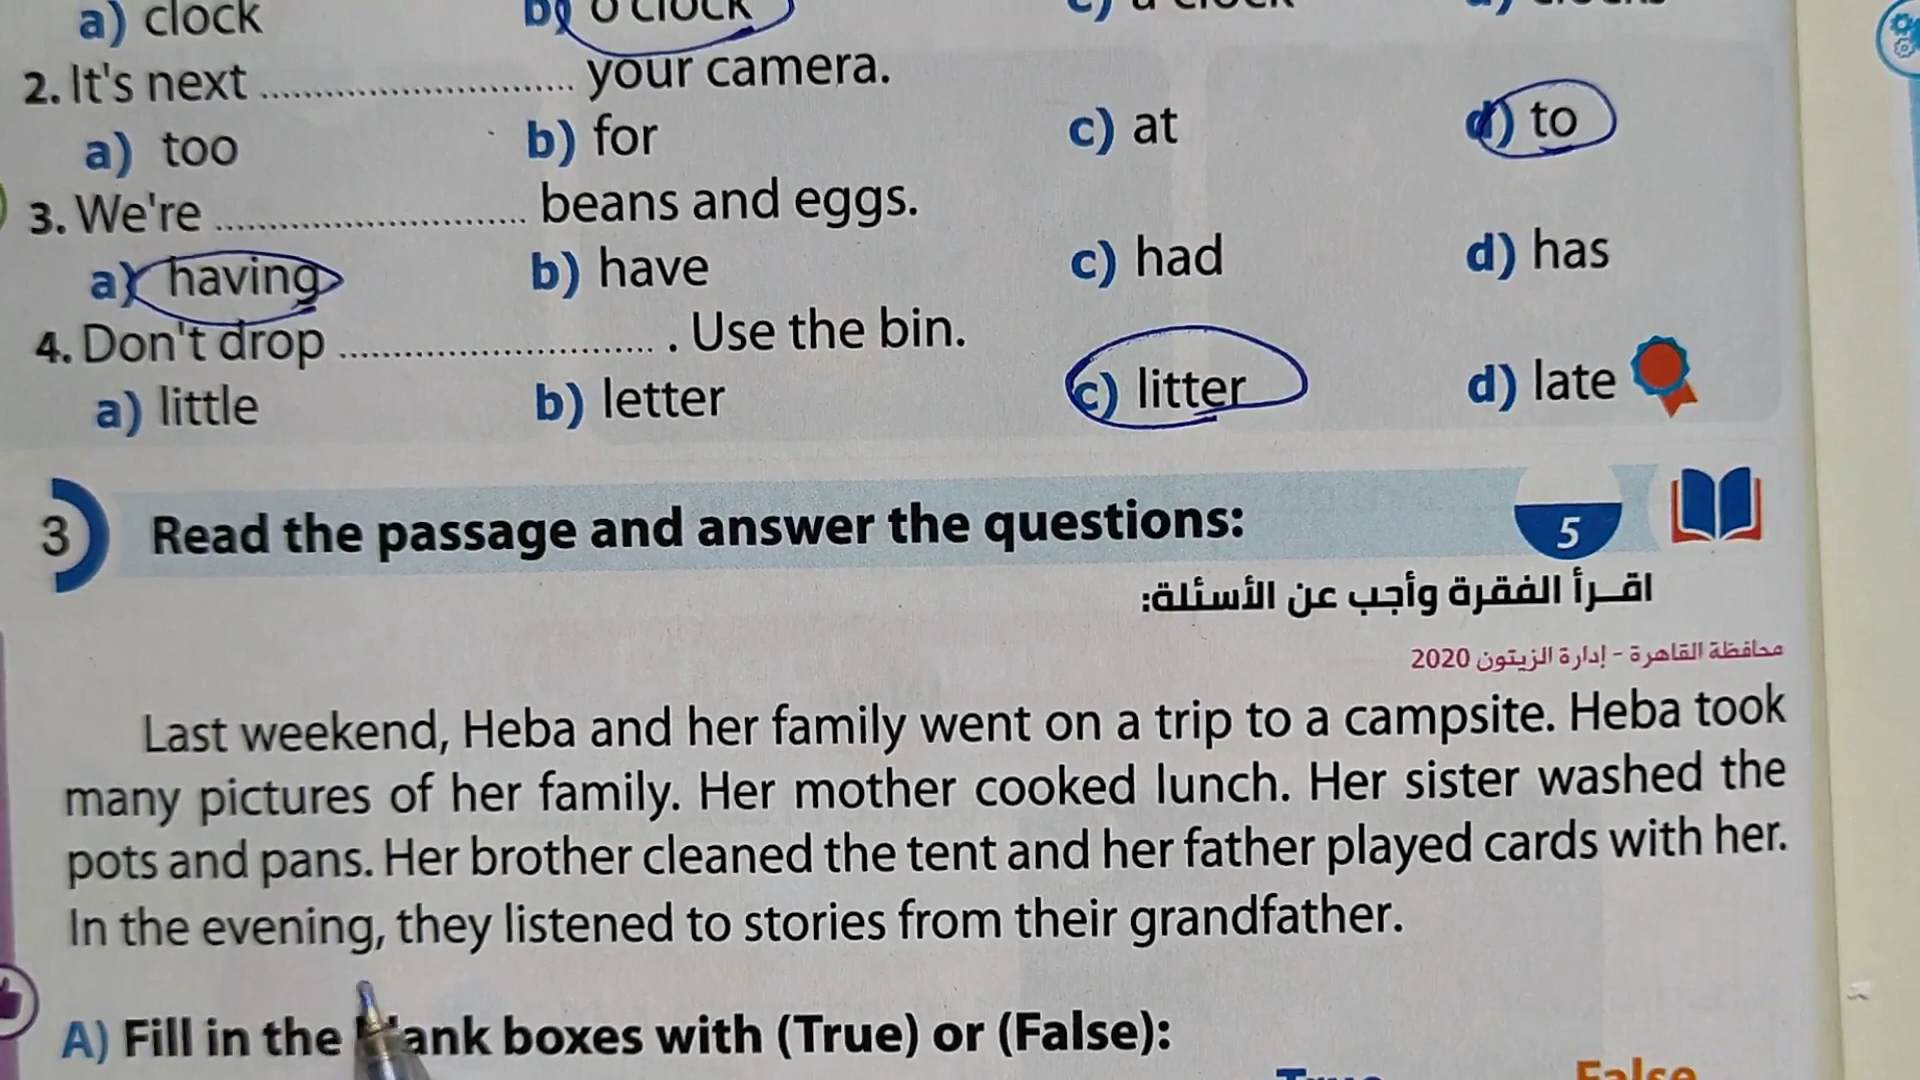 a) clock b) o'clock
2. It's next .............................. your camera.
a) too b) for c) at d) to
3. We're .............................. beans and eggs.
a) having b) have c) had d) has
4. Don't drop .............................. . Use the bin.
a) little b) letter c) litter d) late
3 Read the passage and answer the questions: 5
اقـرأ الفقرة وأجب عن الأسئلة:
محافظة القاهرة - إدارة الزيتون 2020
Last weekend, Heba and her family went on a trip to a campsite. Heba took
many pictures of her family. Her mother cooked lunch. Her sister washed the
pots and pans. Her brother cleaned the tent and her father played cards with her.
In the evening, they listened to stories from their grandfather.
A) Fill in the blank boxes with (True) or (False):
True False